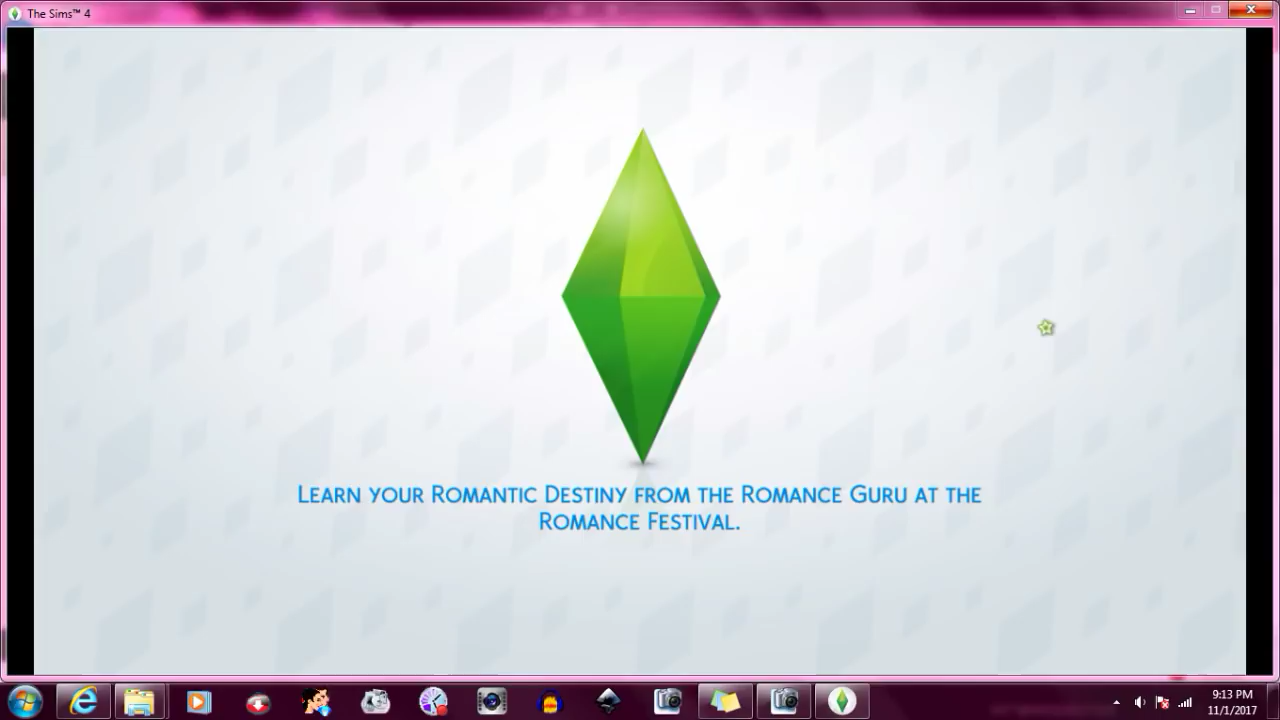 The Sims™ 4
LEARN YOUR ROMANTIC DESTINY FROM THE ROMANCE GURU AT THE
ROMANCE FESTIVAL.
9:13 PM
11/1/2017